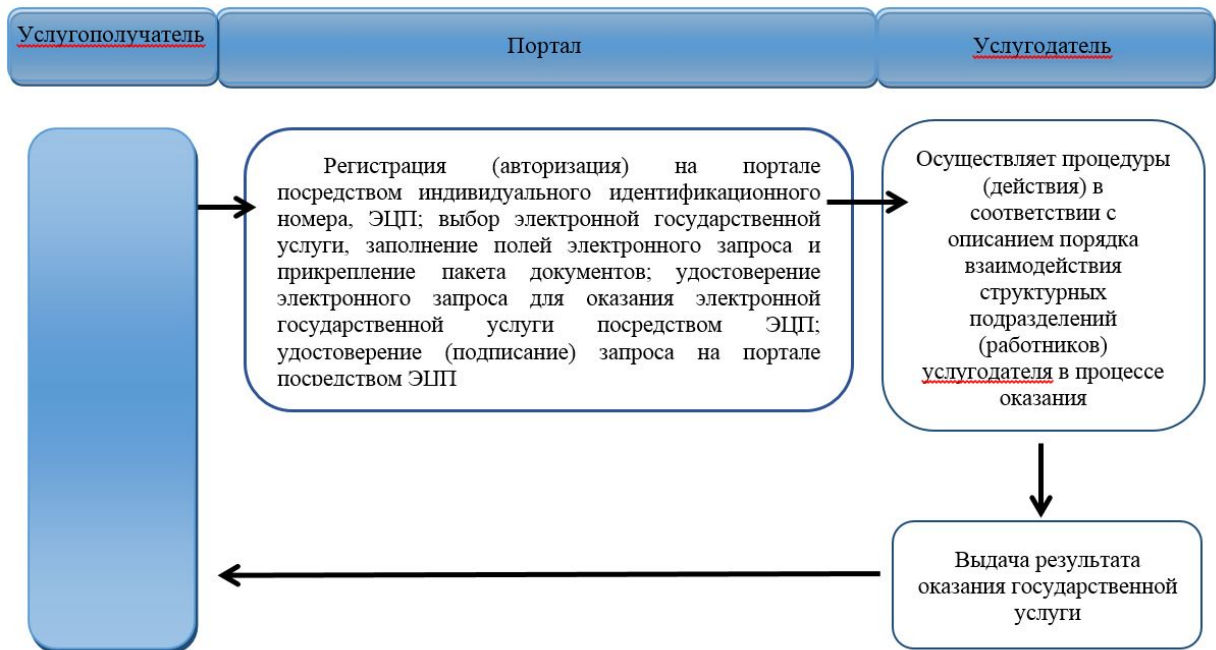 Услугополучатель
Портал
Услугодатель
Регистрация (авторизация) на портале
посредством индивидуального идентификационного
номера, ЭЦП; выбор электронной государственной
услуги, заполнение полей электронного запроса и
прикрепление пакета документов; удостоверение
электронного запроса для оказания электронной
государственной услуги посредством ЭЦП;
удостоверение (подписание) запроса на портале
посредством ЭЦП
Осуществляет процедуры
(действия) в
соответствии с
описанием порядка
взаимодействия
структурных
подразделений
(работников)
услугодателя в процессе
оказания
Выдача результата
оказания государственной
услуги